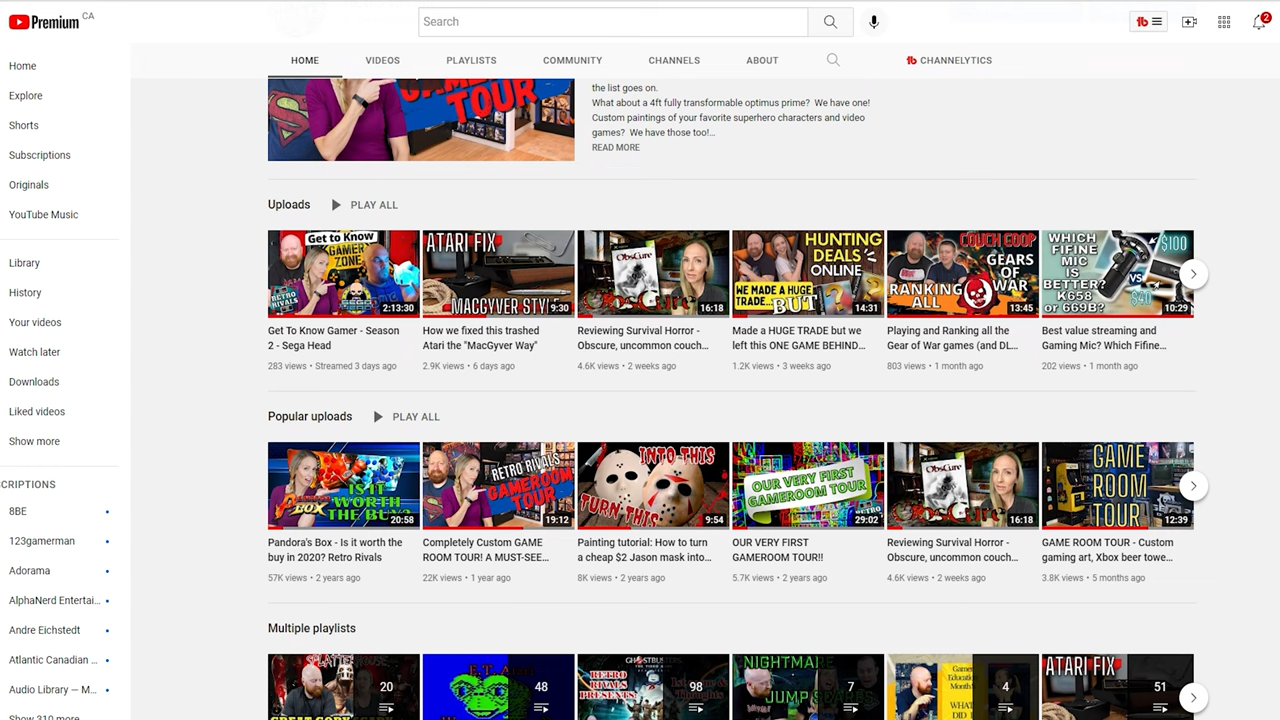 Premium CA
Search
2
HOME VIDEOS PLAYLISTS COMMUNITY CHANNELS ABOUT CHANNELYTICS
Home
Explore
Shorts
Subscriptions
Originals
YouTube Music
Library
History
Your videos
Watch later
Downloads
Liked videos
Show more
CRIPTIONS
8BE
123gamerman
Adorama
AlphaNerd Entertai...
Andre Eichstedt
Atlantic Canadian ...
Audio Library — M...
Show 310 more
TOUR
the list goes on.
What about a 4ft fully transformable optimus prime? We have one!
Custom paintings of your favorite superhero characters and video
games? We have those too!...
READ MORE
Uploads PLAY ALL
Get to Know
GAMER
ZONE
RETRO
RIVALS
SEGA
2:13:30
Get To Know Gamer - Season
2 - Sega Head
283 views • Streamed 3 days ago
ATARI FIX
MACGYVER STYLE
9:30
How we fixed this trashed
Atari the "MacGyver Way"
2.9K views • 6 days ago
ObsCure
ObsCure
16:18
Reviewing Survival Horror -
Obscure, uncommon couch...
4.6K views • 2 weeks ago
HUNTING
DEALS
ONLINE
WE MADE A HUGE
TRADE... BUT
14:31
Made a HUGE TRADE but we
left this ONE GAME BEHIND...
1.2K views • 3 weeks ago
COUCH COOP
GEARS
OF
WAR
RANKING
ALL
13:45
Playing and Ranking all the
Gear of War games (and DL...
803 views • 1 month ago
WHICH
FIFINE
MIC
IS
BETTER?
K658
OR 669B?
$100
VS
$40
10:29
Best value streaming and
Gaming Mic? Which Fifine...
202 views • 1 month ago
Popular uploads PLAY ALL
PANDORA'S
BOX
IS IT
WORTH
THE BUY?
20:58
Pandora's Box - Is it worth the
buy in 2020? Retro Rivals
57K views • 2 years ago
RETRO RIVALS
GAMEROOM
TOUR
19:12
Completely Custom GAME
ROOM TOUR! A MUST-SEE...
22K views • 1 year ago
INTO THIS
TURN THIS
9:54
Painting tutorial: How to turn
a cheap $2 Jason mask into...
8K views • 2 years ago
OUR VERY FIRST
GAMEROOM TOUR
29:02
OUR VERY FIRST
GAMEROOM TOUR!!
5.7K views • 2 years ago
ObsCure
ObsCure
16:18
Reviewing Survival Horror -
Obscure, uncommon couch...
4.6K views • 2 weeks ago
GAME
ROOM
TOUR
12:39
GAME ROOM TOUR - Custom
gaming art, Xbox beer towe...
3.8K views • 5 months ago
Multiple playlists
20
48
GHOSTBUSTERS
RETRO
RIVALS
PRESENTS:
98
NIGHTMARE
JUMP SCARES
7
4
ATARI FIX
51